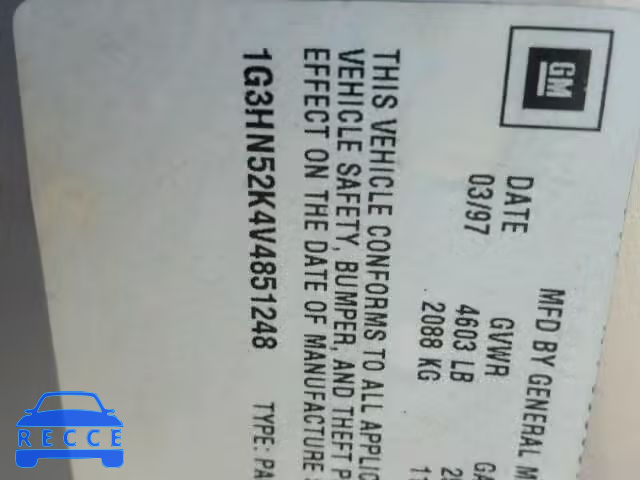 GM
MFD BY GENERAL M
DATE GVWR GA
03/97 4603 LB
2088 KG
THIS VEHICLE CONFORMS TO ALL APPLIC
VEHICLE SAFETY, BUMPER, AND THEFT P
EFFECT ON THE DATE OF MANUFACTURE
1G3HN52K4V4851248 TYPE: PA
RECCE